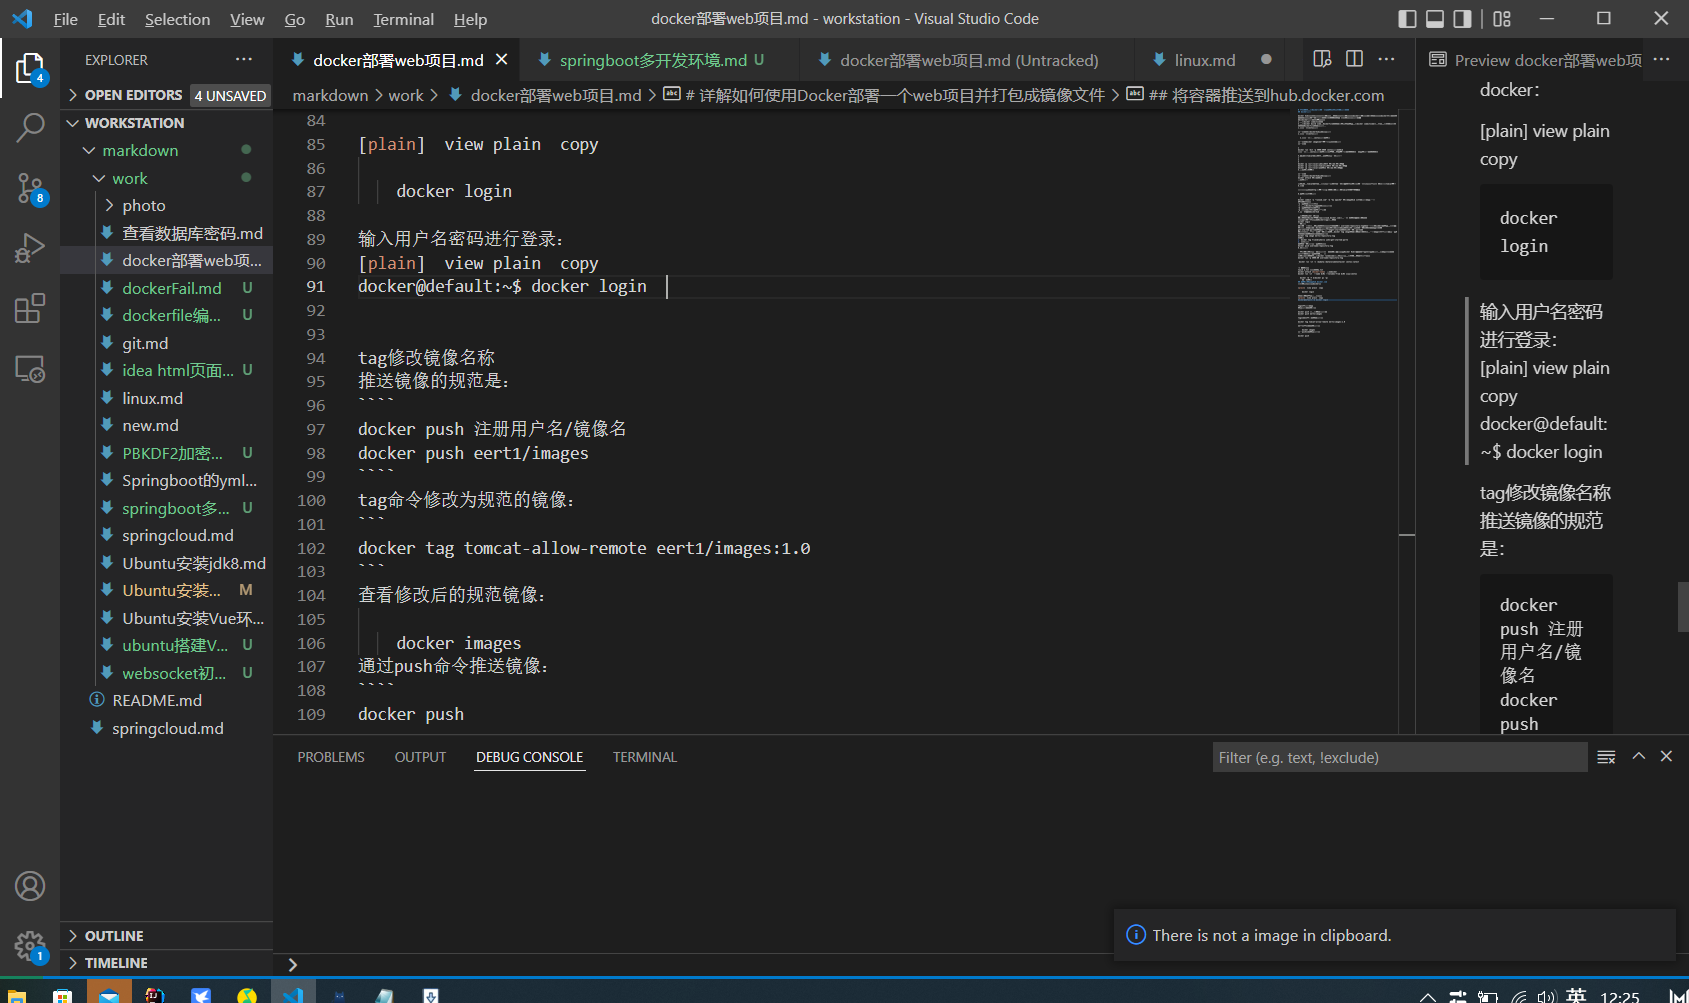 File Edit Selection View Go Run Terminal Help
docker部署web项目.md - workstation - Visual Studio Code
EXPLORER
OPEN EDITORS 4 UNSAVED
WORKSTATION
markdown
work
photo
查看数据库密码.md
docker部署web项...
dockerFail.md U
dockerfile编... U
git.md
idea html页面... U
linux.md
new.md
PBKDF2加密... U
Springboot的yml...
springboot多... U
springcloud.md
Ubuntu安装jdk8.md
Ubuntu安装... M
Ubuntu安装Vue环...
ubuntu搭建V... U
websocket初... U
README.md
springcloud.md
OUTLINE
TIMELINE
4
8
1
docker部署web项目.md
springboot多开发环境.md U
docker部署web项目.md (Untracked)
linux.md
markdown > work > docker部署web项目.md > # 详解如何使用Docker部署一个web项目并打包成镜像文件 > ## 将容器推送到hub.docker.com
84
85 [plain]  view plain  copy
86
87     docker login
88
89 输入用户名密码进行登录：
90 [plain]  view plain  copy
91 docker@default:~$ docker login
92
93
94 tag修改镜像名称
95 推送镜像的规范是：
96 ````
97 docker push 注册用户名/镜像名
98 docker push eert1/images
99 ````
100 tag命令修改为规范的镜像：
101 ```
102 docker tag tomcat-allow-remote eert1/images:1.0
103 ```
104 查看修改后的规范镜像：
105
106     docker images
107 通过push命令推送镜像：
108 ````
109 docker push
Preview docker部署web项
docker：
[plain] view plain
copy
docker
login
输入用户名密码
进行登录：
[plain] view plain
copy
docker@default:
~$ docker login
tag修改镜像名称
推送镜像的规范
是：
docker
push 注册
用户名/镜
像名
docker
push
PROBLEMS OUTPUT DEBUG CONSOLE TERMINAL
Filter (e.g. text, !exclude)
There is not a image in clipboard.
英 12:25